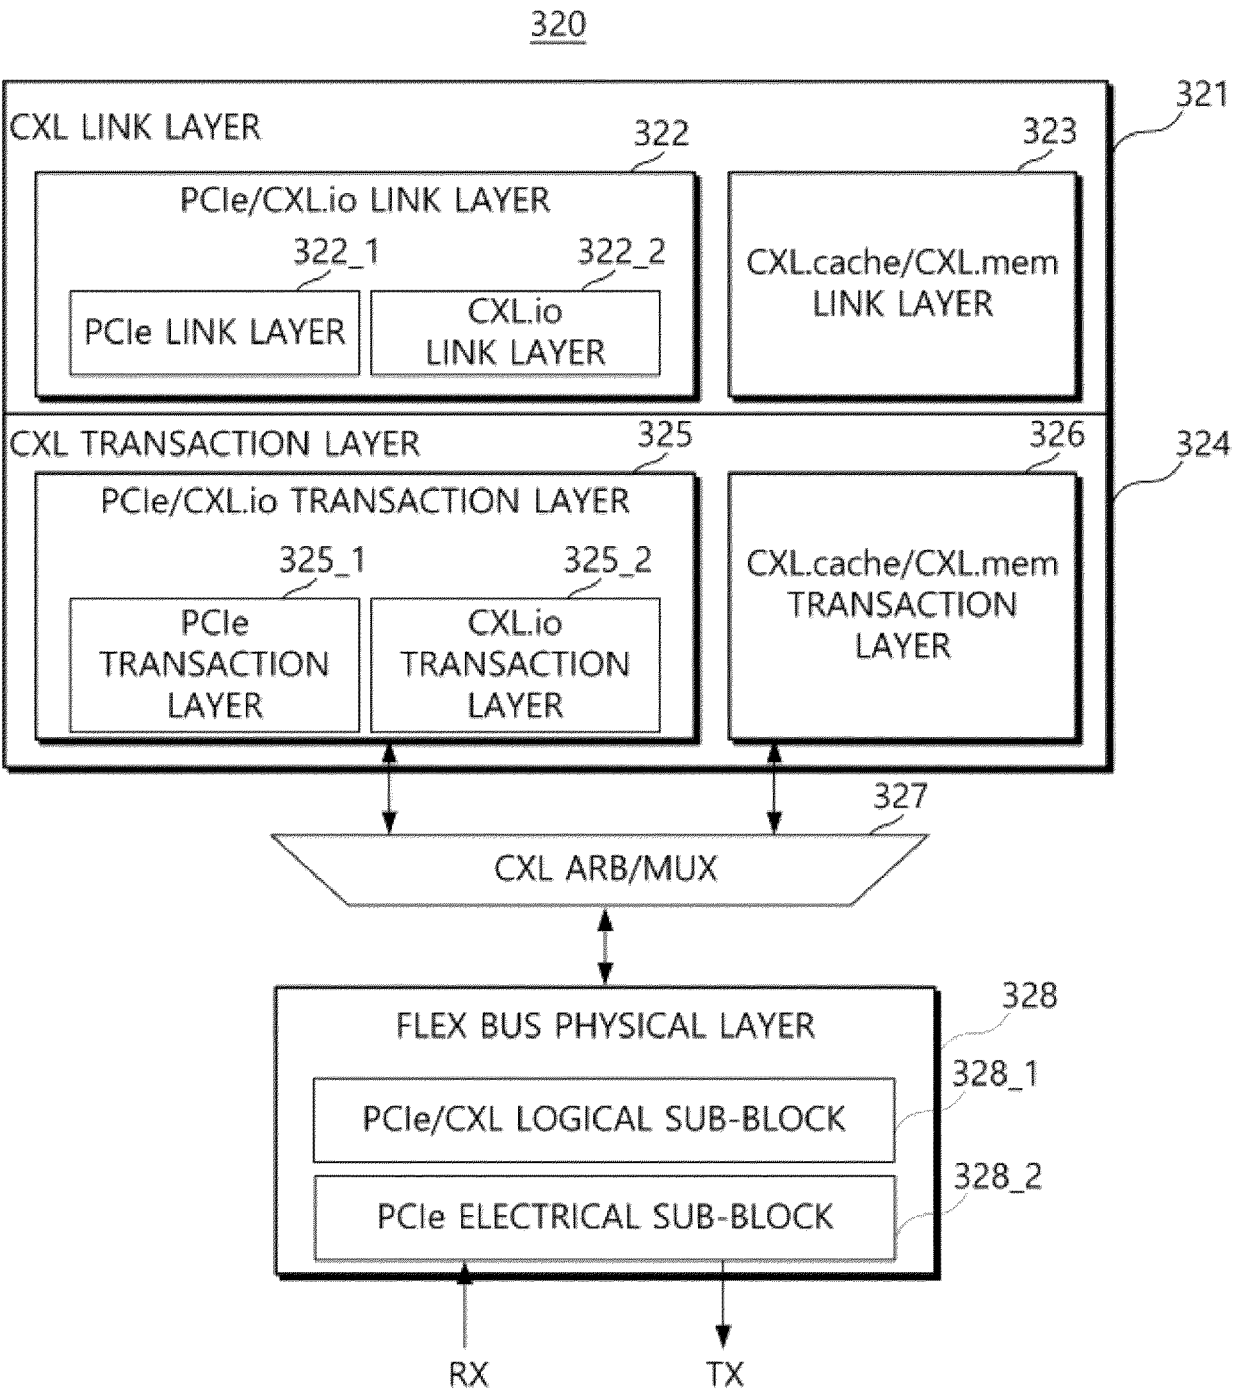 320
321
CXL LINK LAYER
322
323
PCIe/CXL.io LINK LAYER
322_1
322_2
CXL.cache/CXL.mem
LINK LAYER
PCIe LINK LAYER
CXL.io
LINK LAYER
CXL TRANSACTION LAYER
325
326
324
PCIe/CXL.io TRANSACTION LAYER
325_1
325_2
CXL.cache/CXL.mem
TRANSACTION
LAYER
PCIe
TRANSACTION
LAYER
CXL.io
TRANSACTION
LAYER
327
CXL ARB/MUX
328
FLEX BUS PHYSICAL LAYER
328_1
PCIe/CXL LOGICAL SUB-BLOCK
328_2
PCIe ELECTRICAL SUB-BLOCK
RX
TX